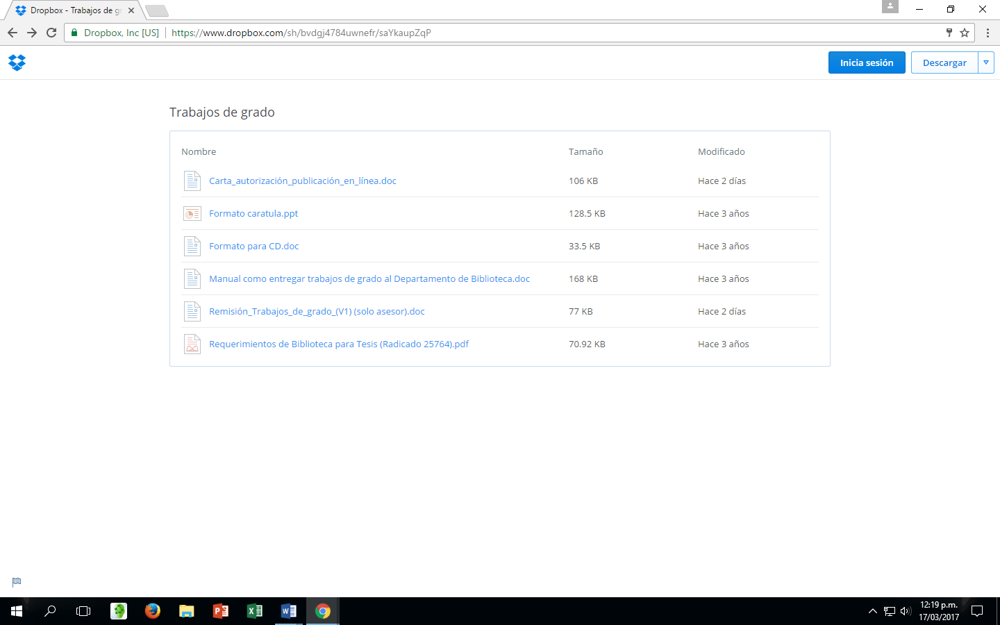 Dropbox - Trabajos de gr
Dropbox, Inc [US] https://www.dropbox.com/sh/bvdgj4784uwnefr/saYkaupZqP
Inicia sesión Descargar
Trabajos de grado
Nombre Tamaño Modificado
Carta_autorización_publicación_en_línea.doc 106 KB Hace 2 días
Formato caratula.ppt 128.5 KB Hace 3 años
Formato para CD.doc 33.5 KB Hace 3 años
Manual como entregar trabajos de grado al Departamento de Biblioteca.doc 168 KB Hace 3 años
Remisión_Trabajos_de_grado_(V1) (solo asesor).doc 77 KB Hace 2 días
Requerimientos de Biblioteca para Tesis (Radicado 25764).pdf 70.92 KB Hace 3 años
12:19 p.m.
17/03/2017